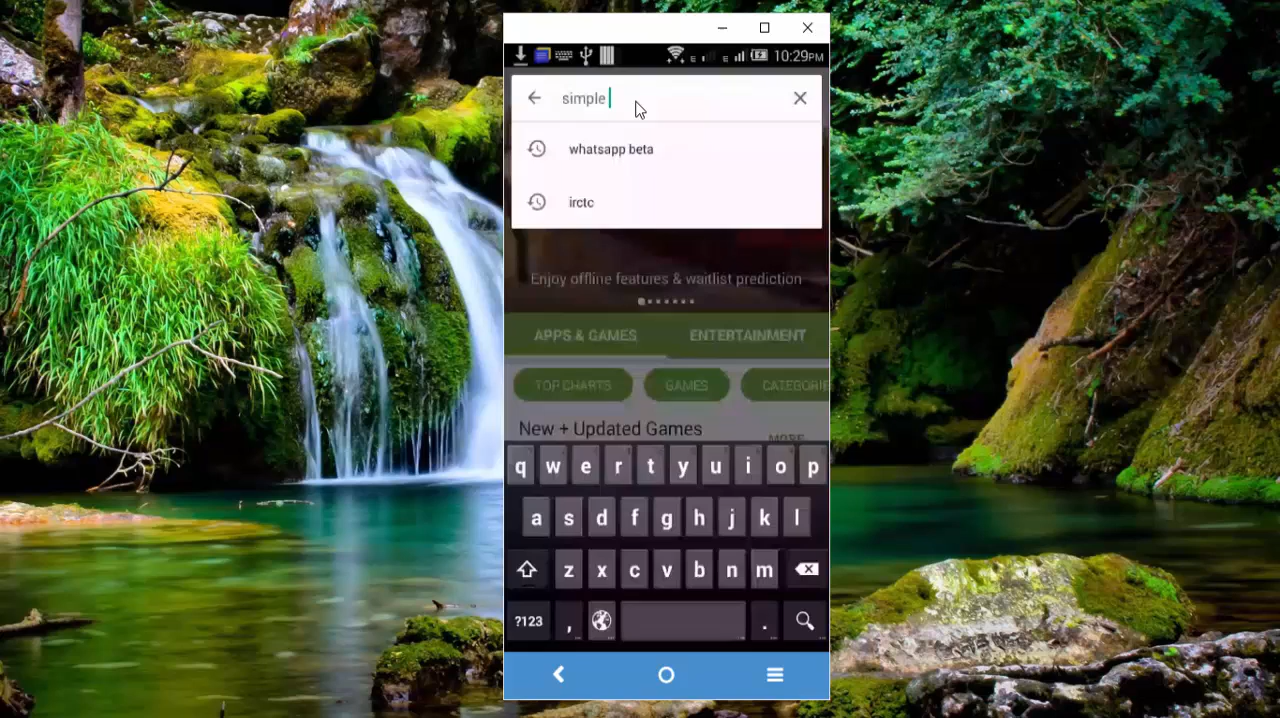 10:29PM
simple
whatsapp beta
irctc
Enjoy offline features & waitlist prediction
APPS & GAMES ENTERTAINMENT
TOP CHARTS GAMES CATEGORIE
New + Updated Games MORE
q w e r t y u i o p
a s d f g h j k l
z x c v b n m
?123 , .